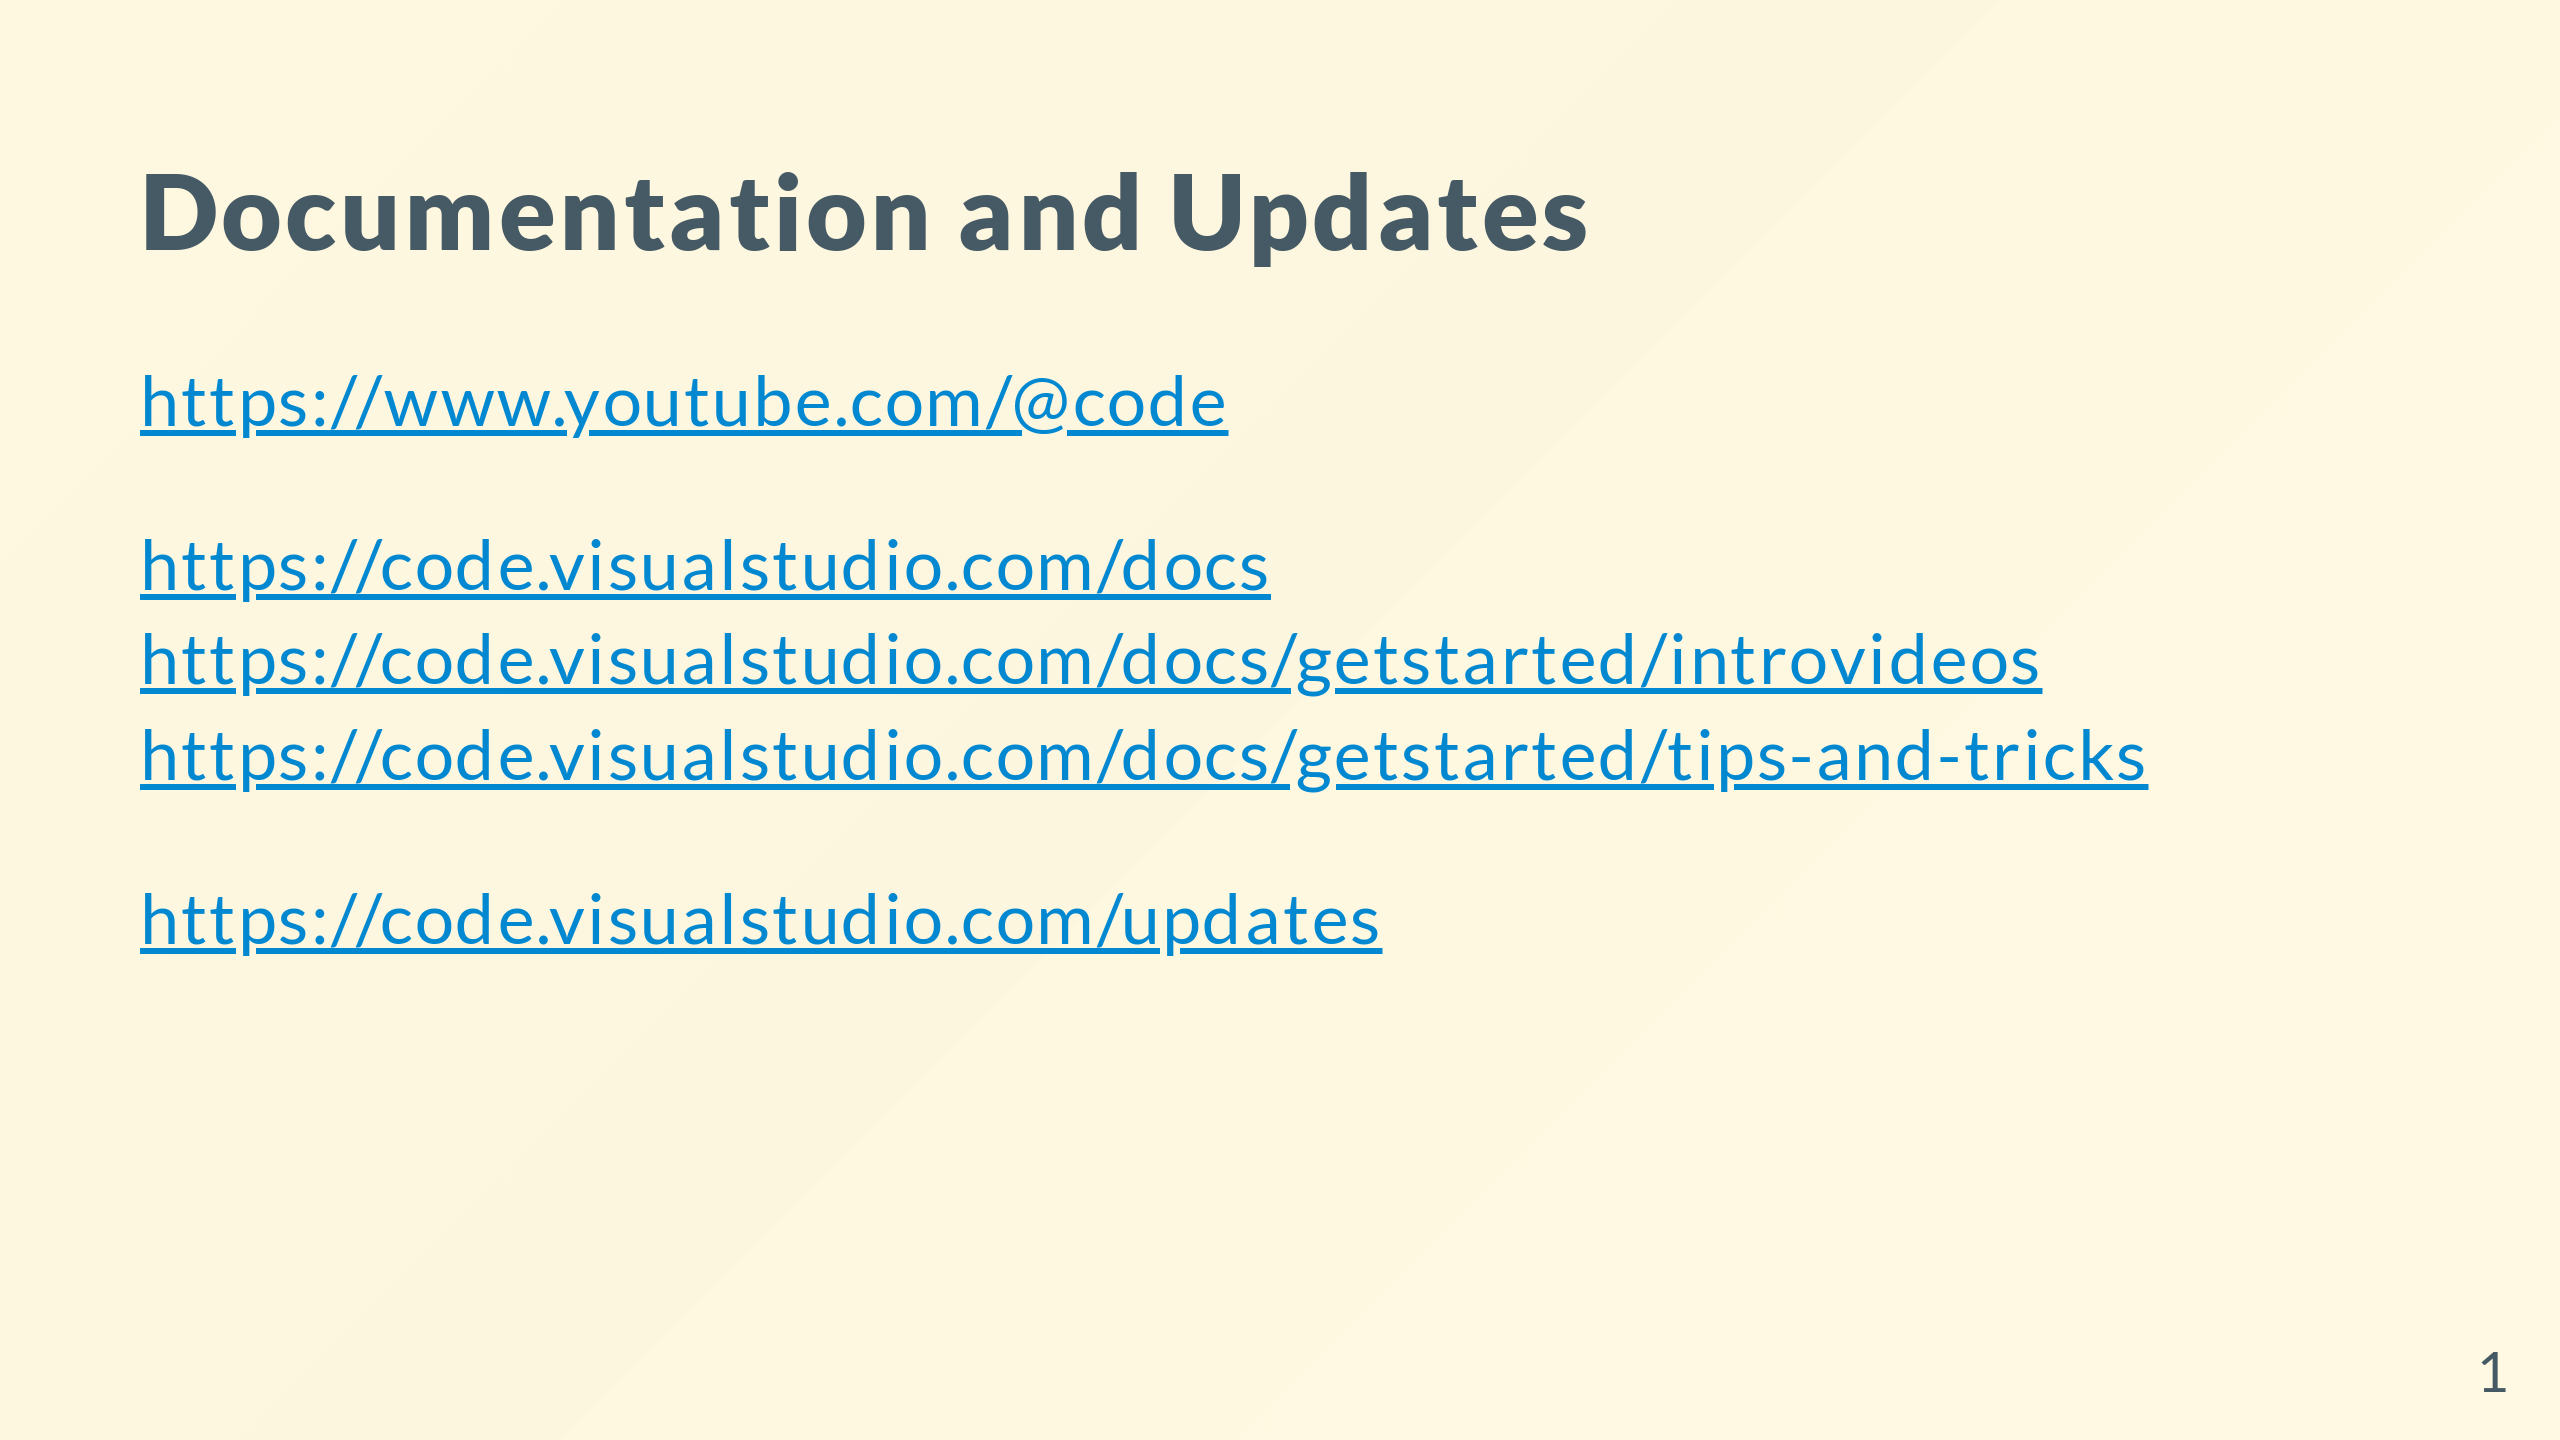 Documentation and Updates
https://www.youtube.com/@code
https://code.visualstudio.com/docs
https://code.visualstudio.com/docs/getstarted/introvideos
https://code.visualstudio.com/docs/getstarted/tips-and-tricks
https://code.visualstudio.com/updates
1